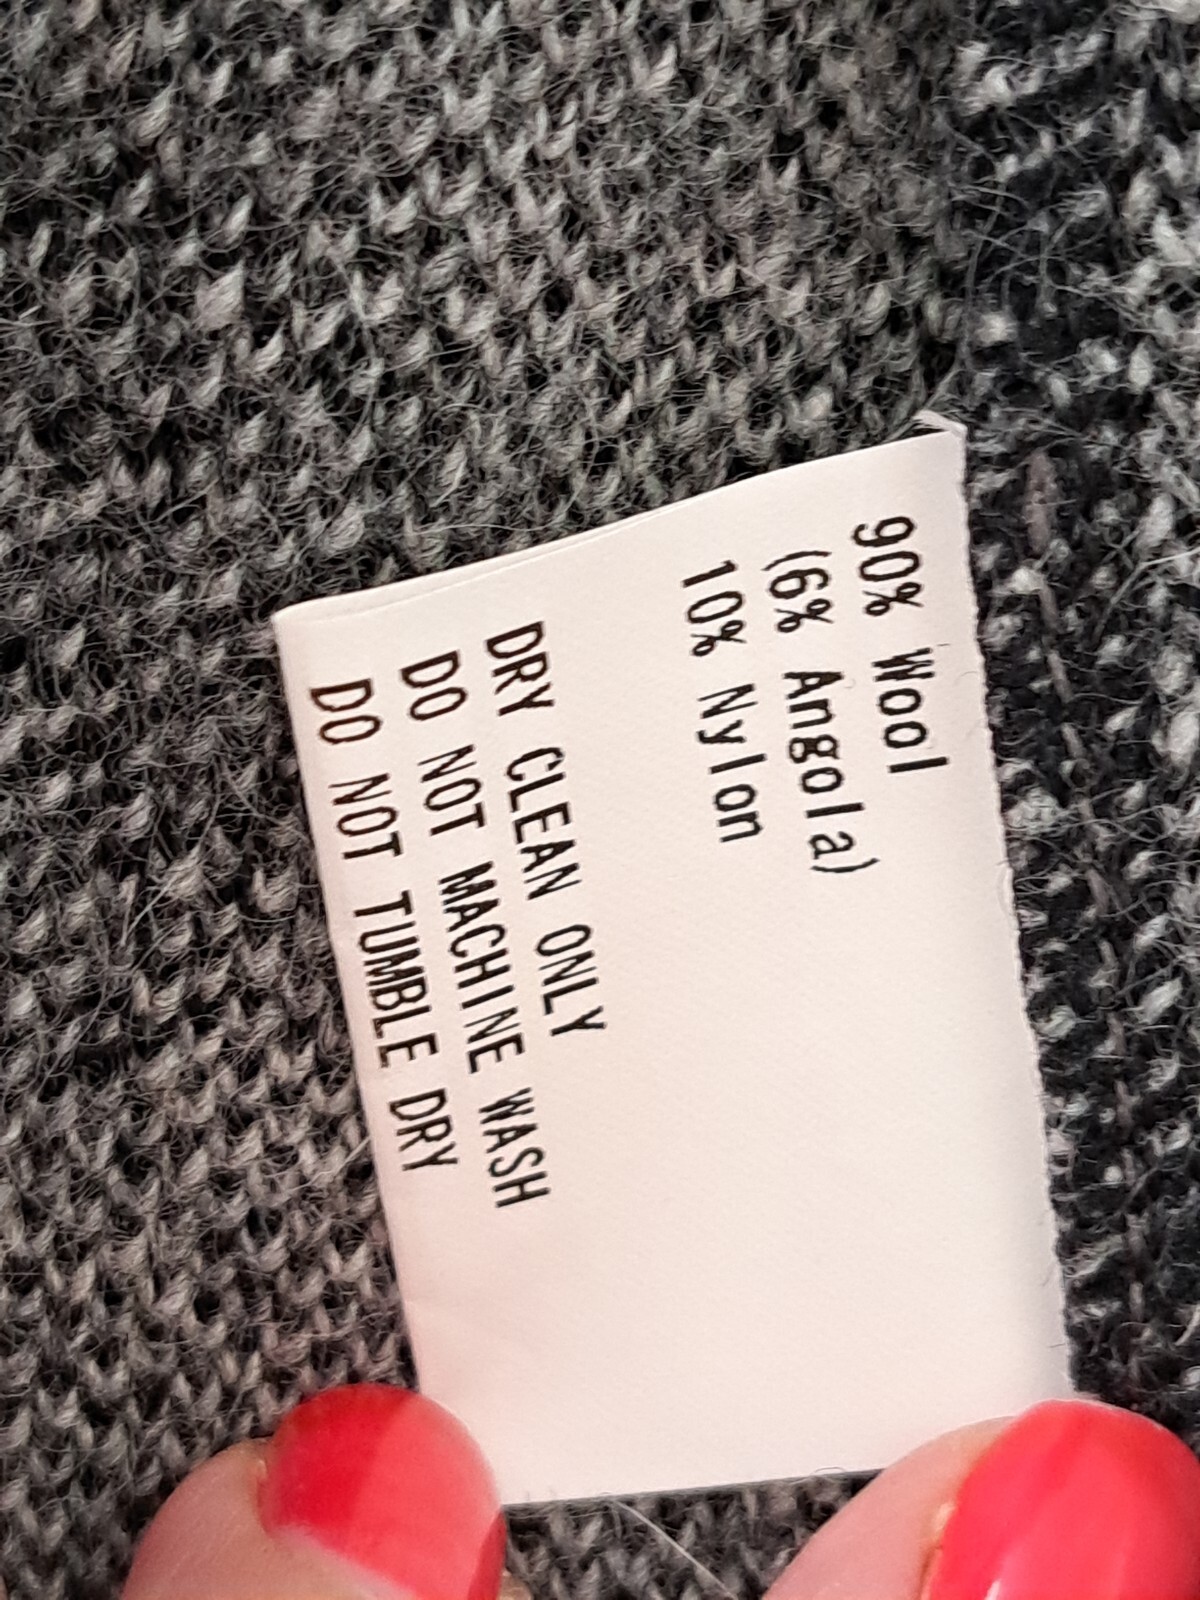 90% Wool
(6% Angola)
10% Nylon
DRY CLEAN ONLY
DO NOT MACHINE WASH
DO NOT TUMBLE DRY